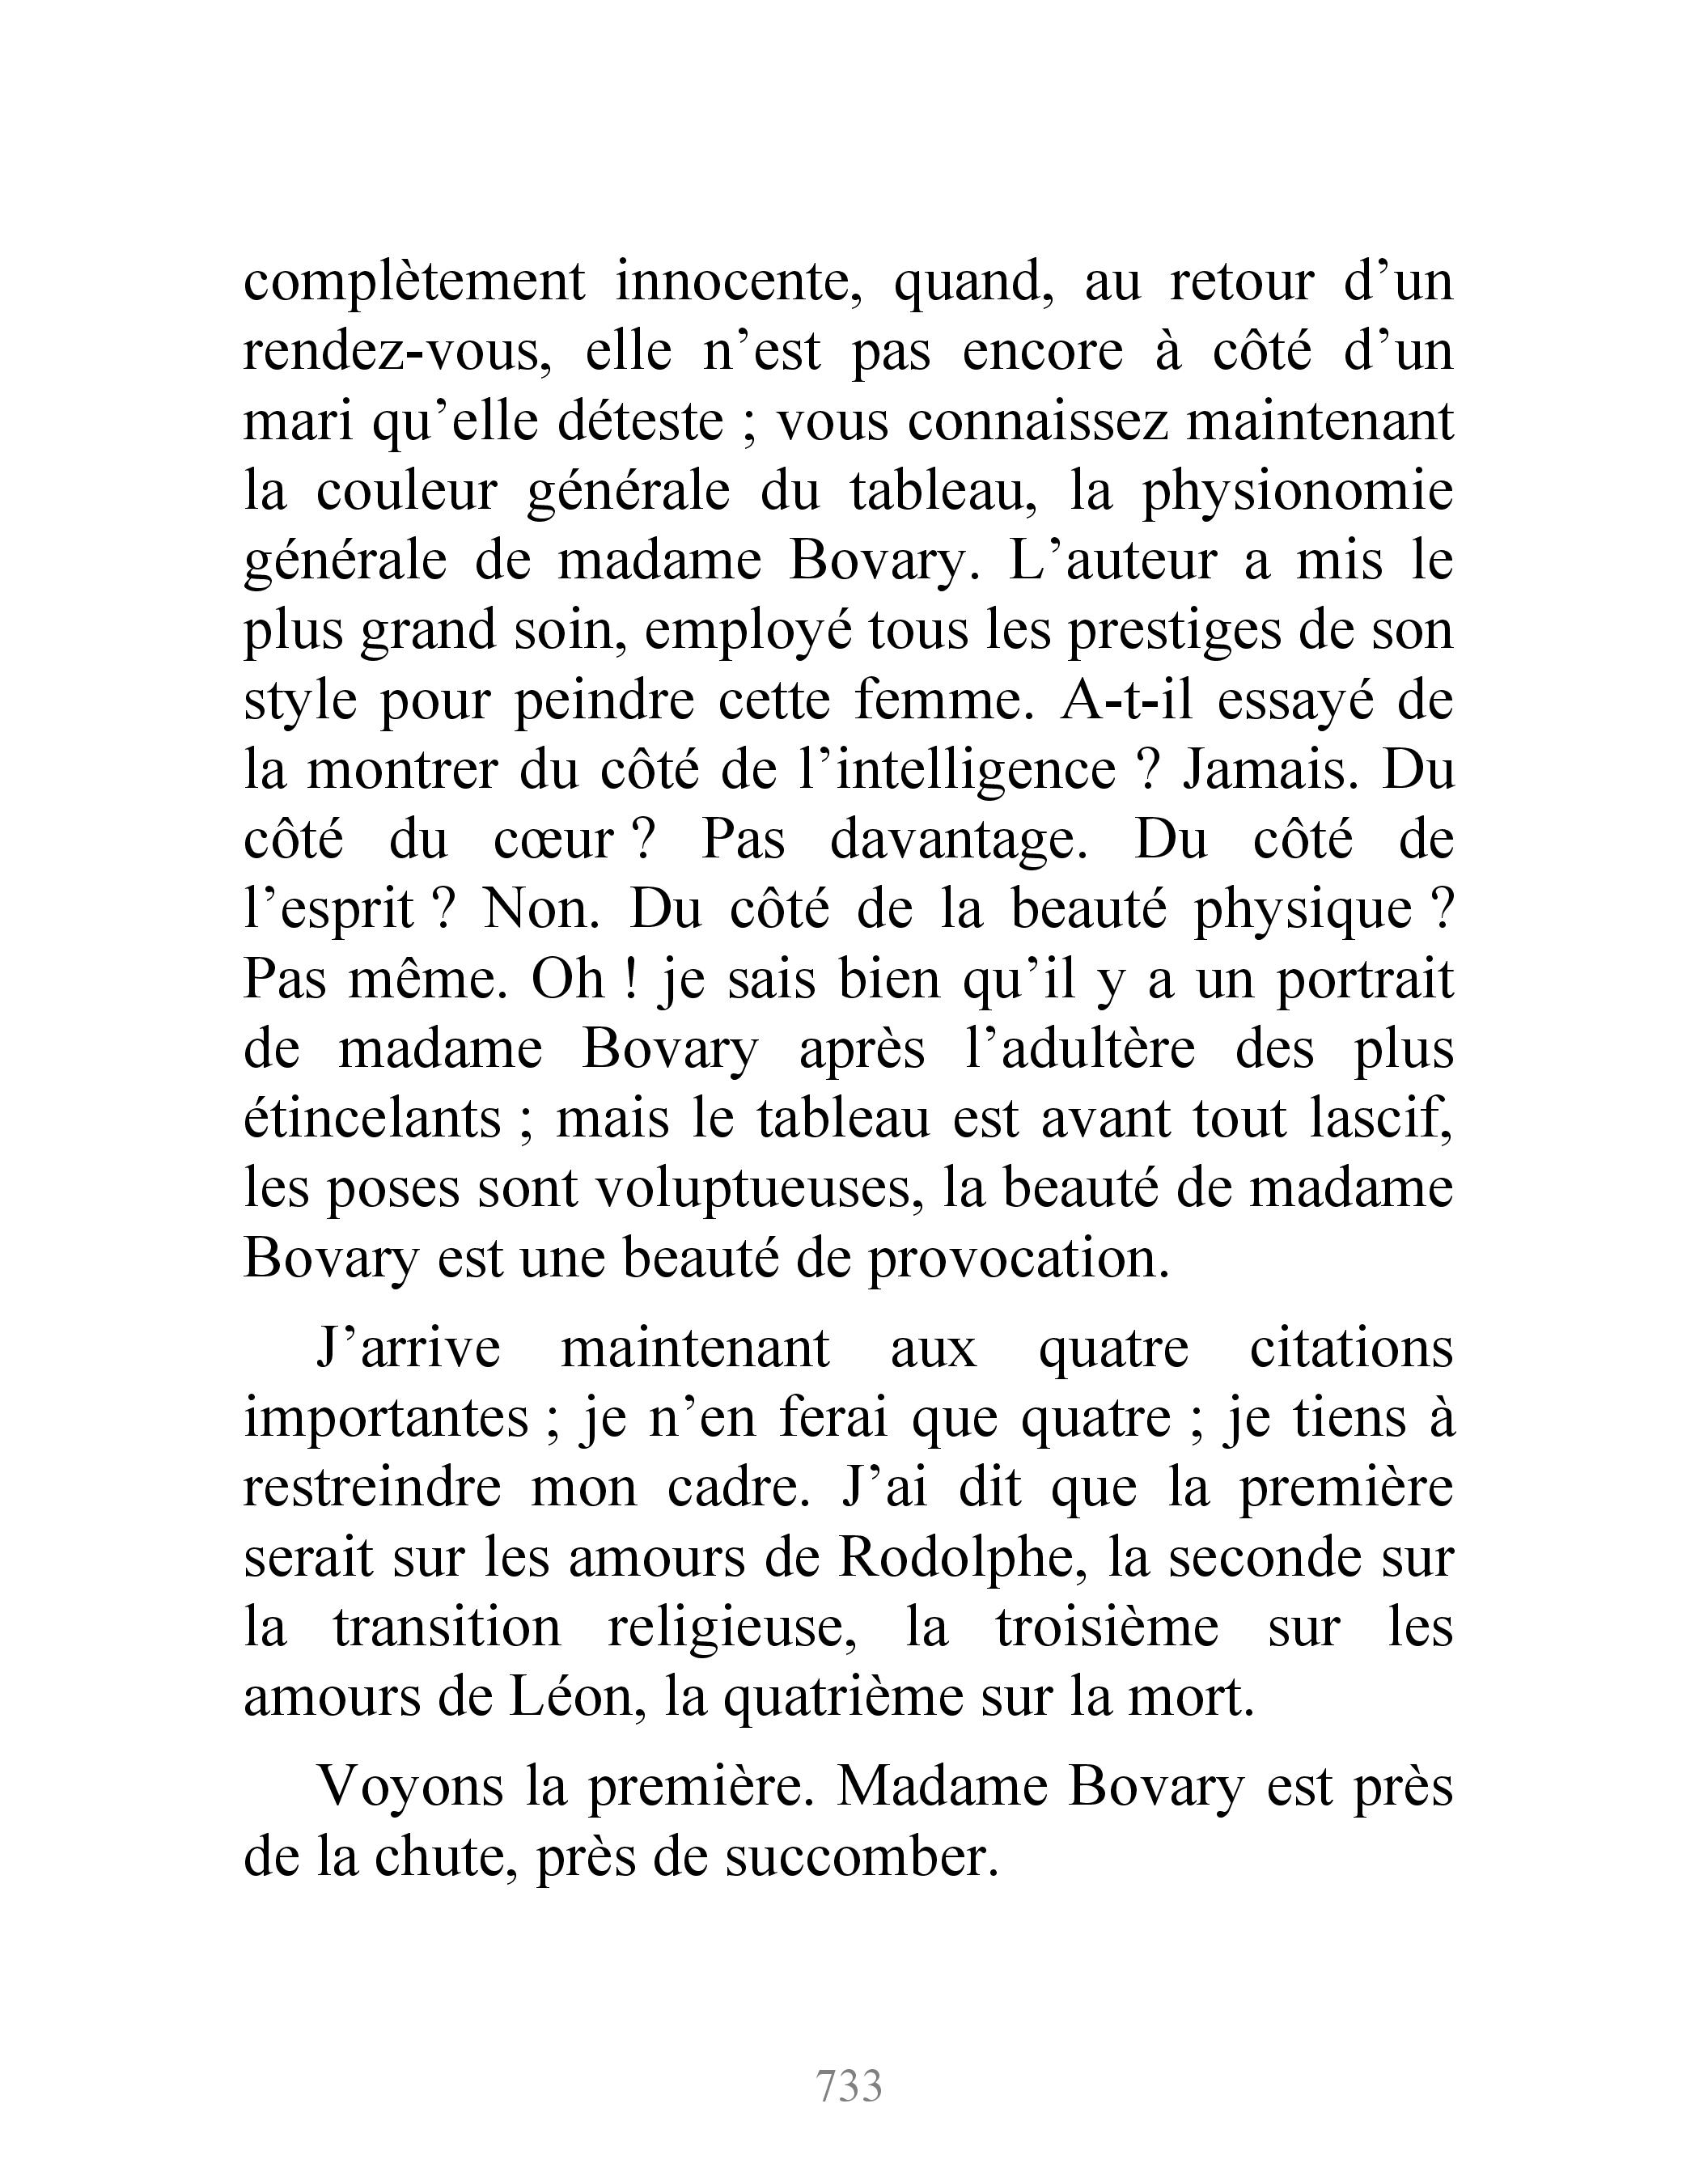 complètement innocente, quand, au retour d’un
rendez-vous, elle n’est pas encore à côté d’un
mari qu’elle déteste ; vous connaissez maintenant
la couleur générale du tableau, la physionomie
générale de madame Bovary. L’auteur a mis le
plus grand soin, employé tous les prestiges de son
style pour peindre cette femme. A-t-il essayé de
la montrer du côté de l’intelligence ? Jamais. Du
côté du cœur ? Pas davantage. Du côté de
l’esprit ? Non. Du côté de la beauté physique ?
Pas même. Oh ! je sais bien qu’il y a un portrait
de madame Bovary après l’adultère des plus
étincelants ; mais le tableau est avant tout lascif,
les poses sont voluptueuses, la beauté de madame
Bovary est une beauté de provocation.
J’arrive maintenant aux quatre citations
importantes ; je n’en ferai que quatre ; je tiens à
restreindre mon cadre. J’ai dit que la première
serait sur les amours de Rodolphe, la seconde sur
la transition religieuse, la troisième sur les
amours de Léon, la quatrième sur la mort.
Voyons la première. Madame Bovary est près
de la chute, près de succomber.
733